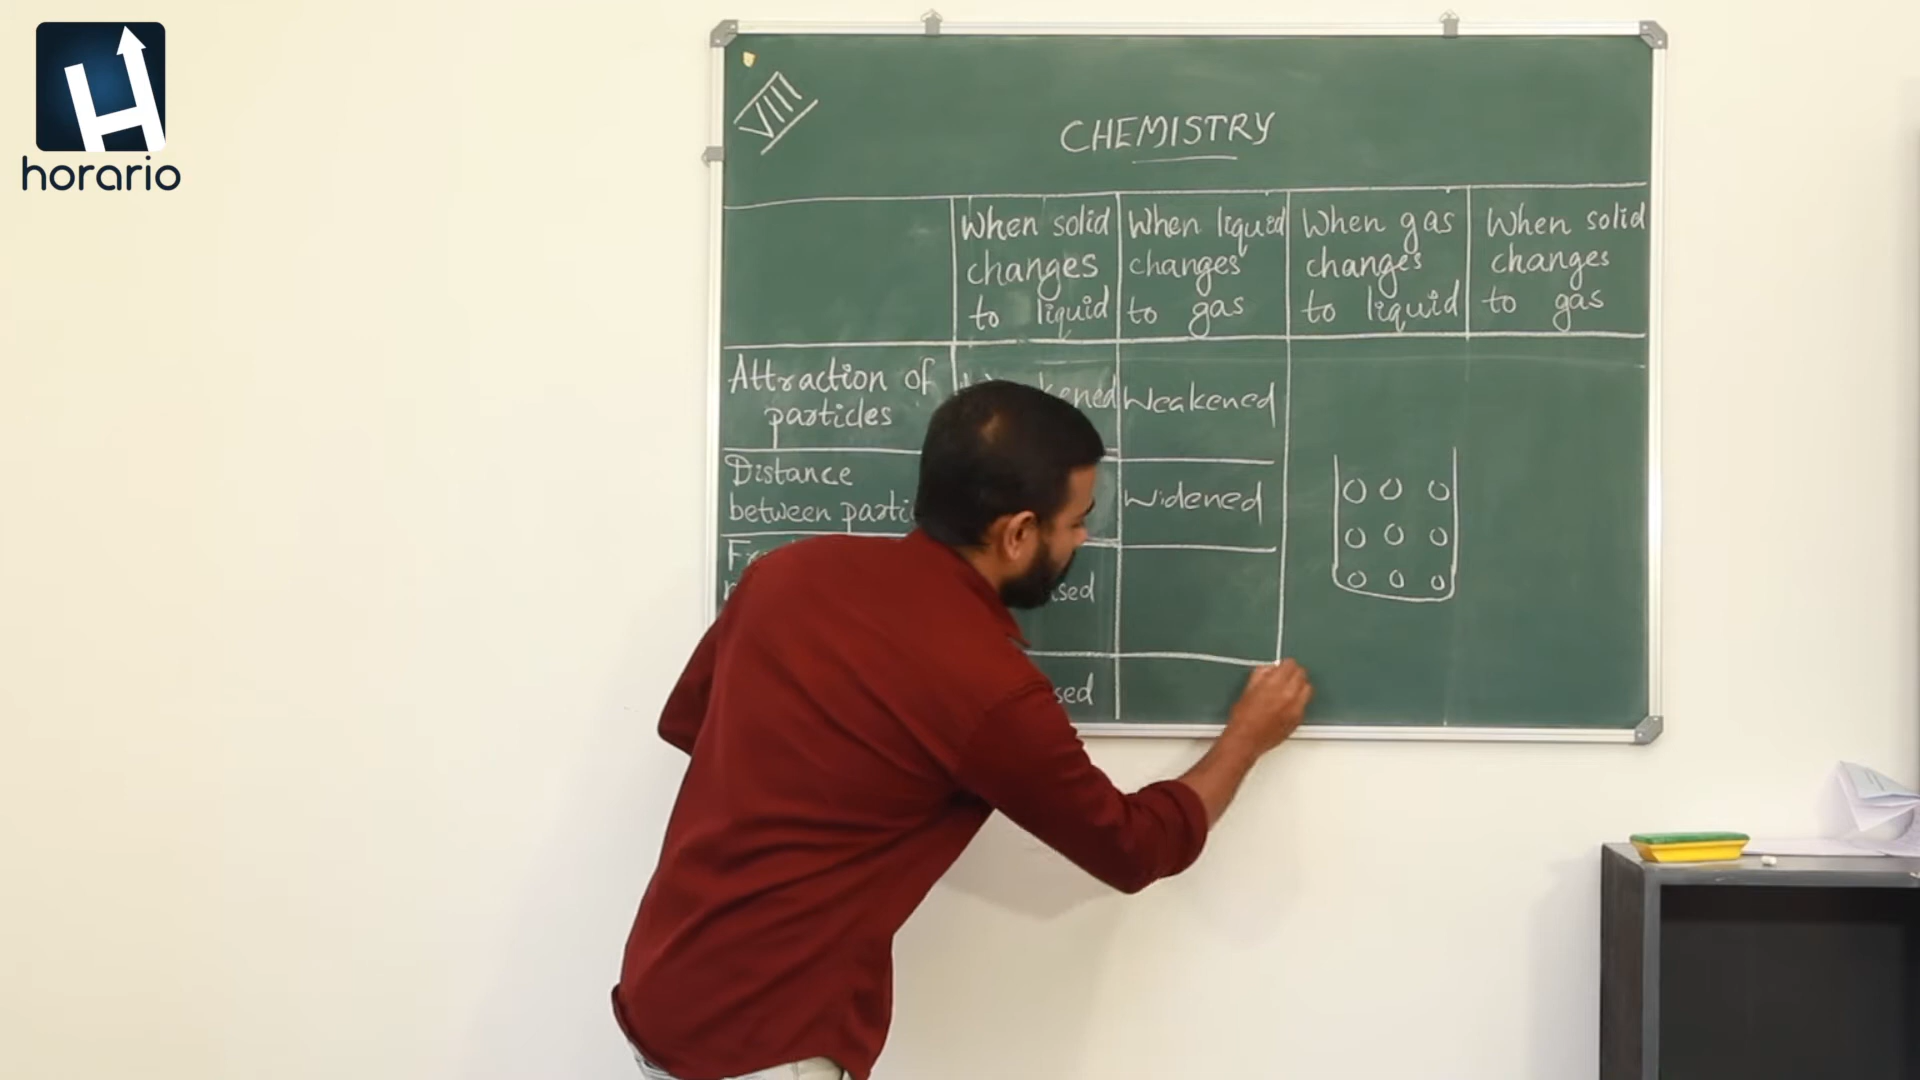 horario
VIII
CHEMISTRY
When solid
changes
to liquid
When liquid
changes
to gas
When gas
changes
to liquid
When solid
changes
to gas
Attraction of
particles
Weakened
Distance
between
Widened